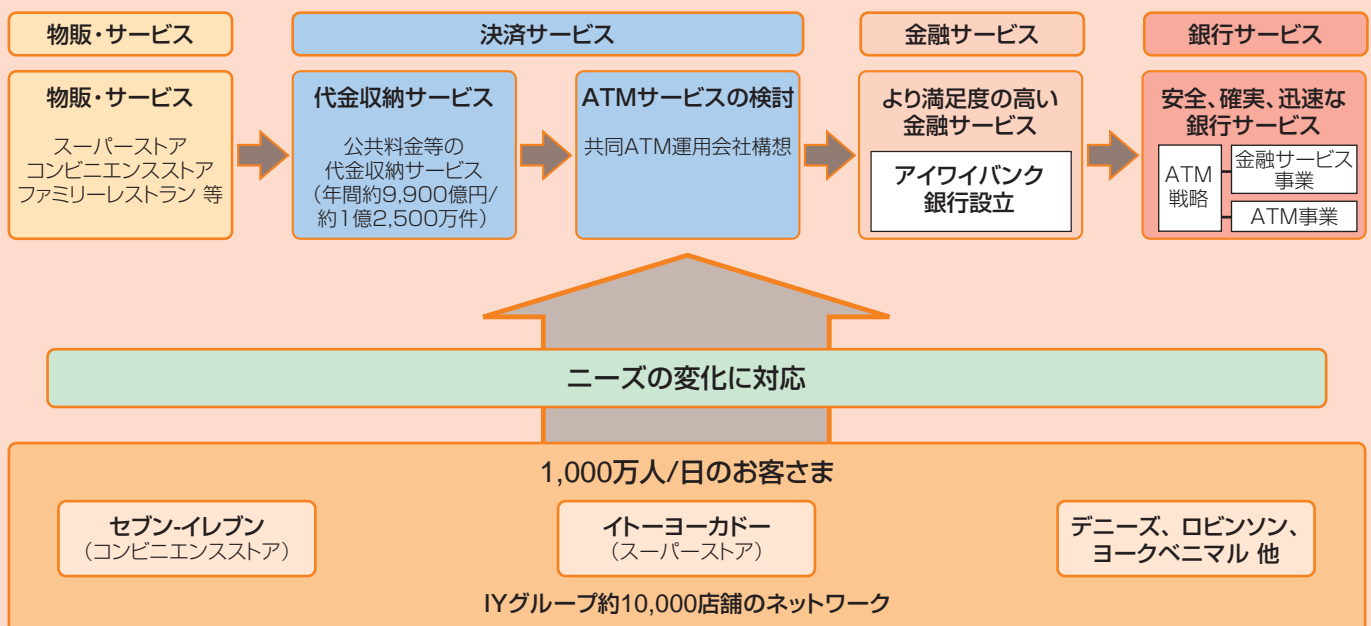 物販・サービス
決済サービス
金融サービス
銀行サービス
物販・サービス
スーパーストア
コンビニエンスストア
ファミリーレストラン 等
代金収納サービス
公共料金等の
代金収納サービス
(年間約9,900億円/
約1億2,500万件)
ATMサービスの検討
共同ATM運用会社構想
より満足度の高い
金融サービス
アイワイバンク
銀行設立
安全、確実、迅速な
銀行サービス
ATM
戦略
金融サービス
事業
ATM事業
ニーズの変化に対応
1,000万人/日のお客さま
セブン-イレブン
(コンビニエンスストア)
イトーヨーカドー
(スーパーストア)
デニーズ、ロビンソン、
ヨークベニマル 他
IYグループ約10,000店舗のネットワーク